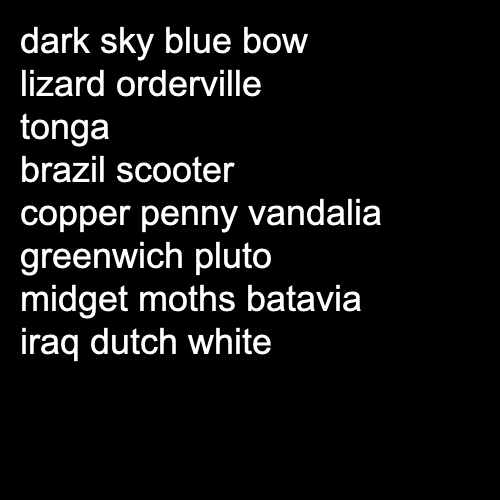 dark sky blue bow
lizard orderville
tonga
brazil scooter
copper penny vandalia
greenwich pluto
midget moths batavia
iraq dutch white